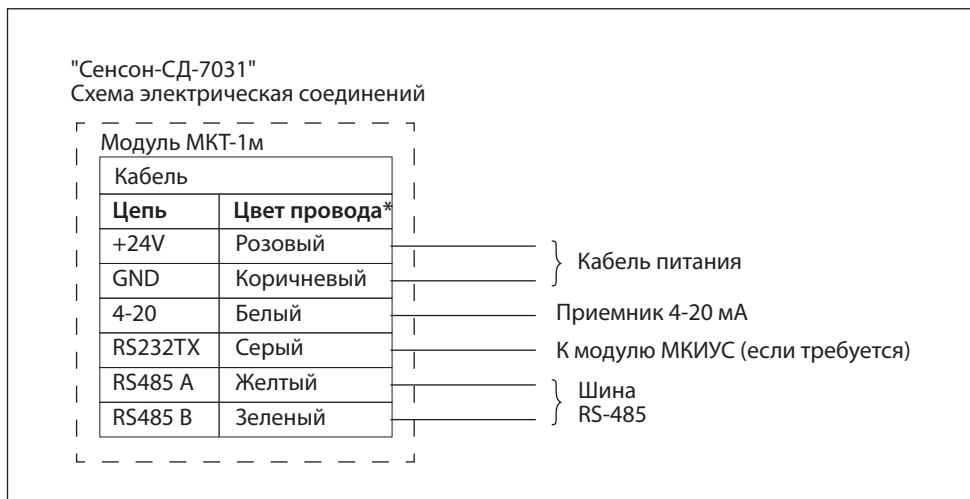 "Сенсон-СД-7031"
Схема электрическая соединений
Модуль МКТ-1м
Кабель
Цепь Цвет провода*
+24V Розовый
GND Коричневый
Кабель питания
4-20 Белый Приемник 4-20 мА
RS232TX Серый К модулю МКИУС (если требуется)
RS485 A Желтый
RS485 B Зеленый
Шина
RS-485